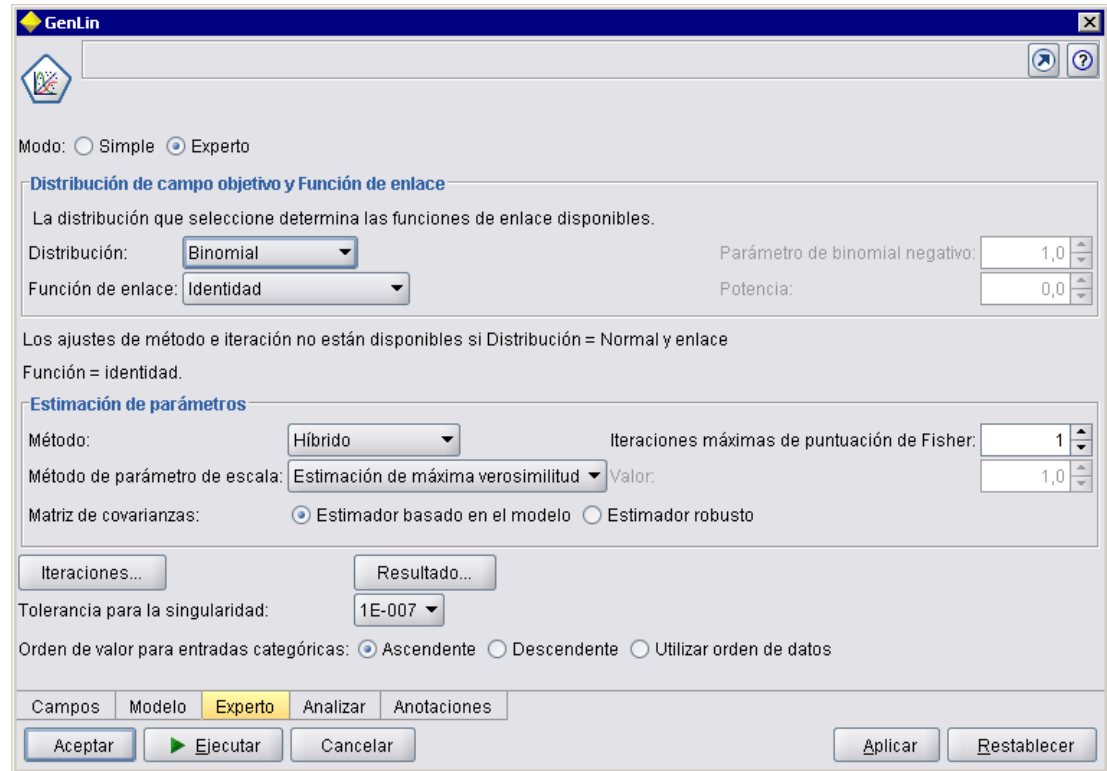 GenLin
Modo: Simple Experto
Distribución de campo objetivo y Función de enlace
La distribución que seleccione determina las funciones de enlace disponibles.
Distribución: Binomial Parámetro de binomial negativo: 1,0
Función de enlace: Identidad Potencia: 0,0
Los ajustes de método e iteración no están disponibles si Distribución = Normal y enlace
Función = identidad.
Estimación de parámetros
Método: Híbrido Iteraciones máximas de puntuación de Fisher: 1
Método de parámetro de escala: Estimación de máxima verosimilitud Valor: 1,0
Matriz de covarianzas: Estimador basado en el modelo Estimador robusto
Iteraciones... Resultado...
Tolerancia para la singularidad: 1E-007
Orden de valor para entradas categóricas: Ascendente Descendente Utilizar orden de datos
Campos Modelo Experto Analizar Anotaciones
Aceptar Ejecutar Cancelar Aplicar Restablecer